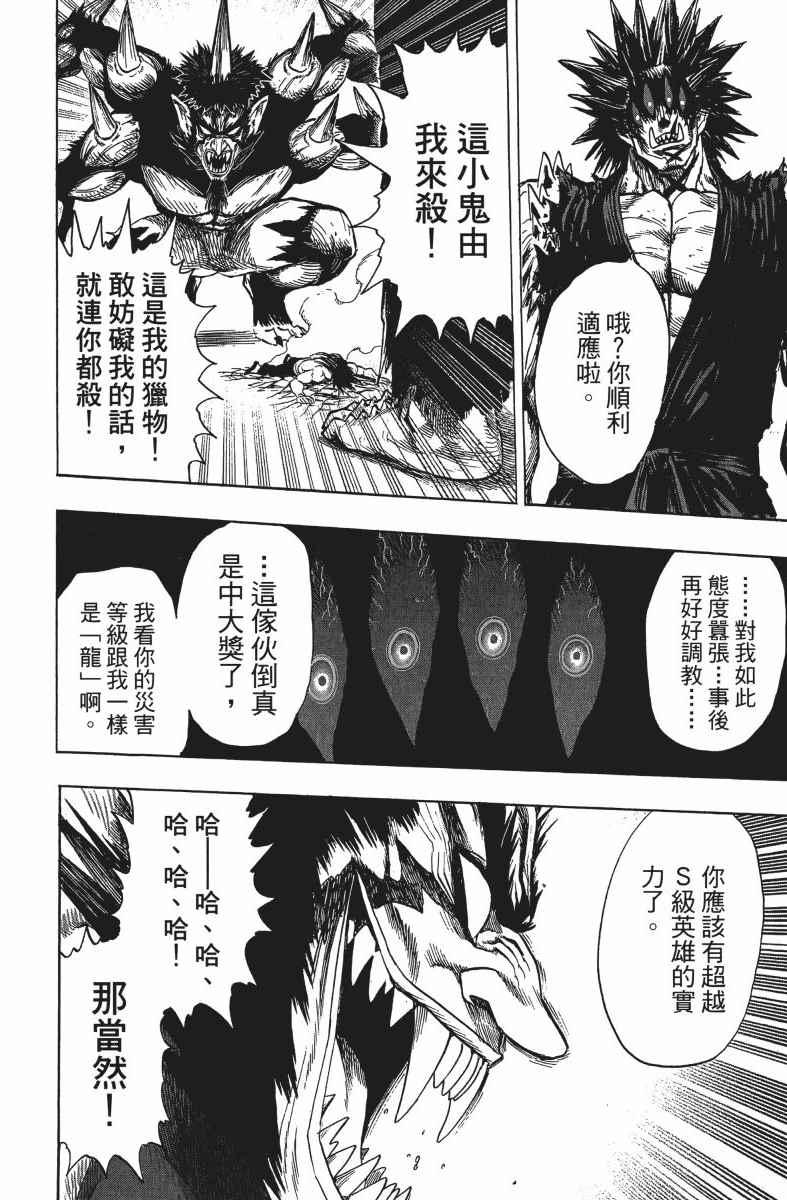 哦？你順利
適應啦。
這小鬼由
我來殺！
這是我的獵物！
敢妨礙我的話，
就連你都殺！
……對我如此
態度囂張…事後
再好好調教……
…這傢伙倒真
是中大獎了，
我看你的災害
等級跟我一樣
是「龍」啊。
你應該有超越
S級英雄的實
力了。
哈——哈、哈、
哈、哈、哈！
那當然！